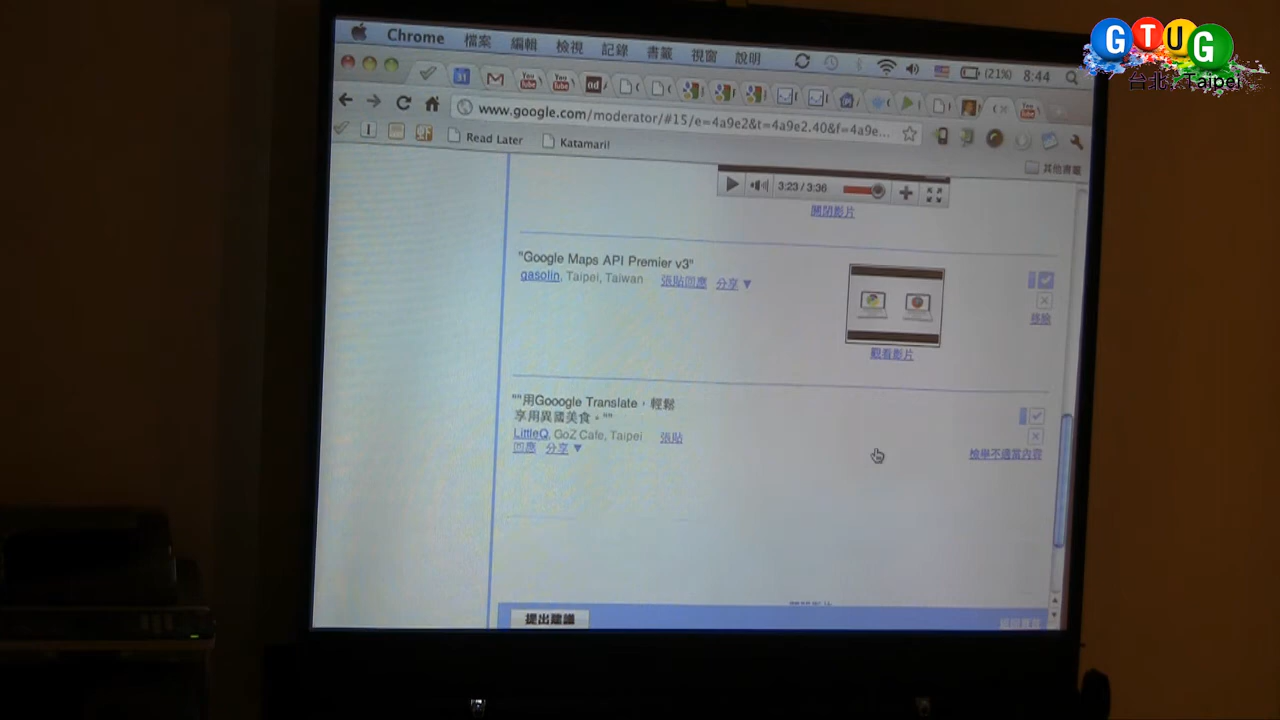 GTUG
台北, Taipei
Chrome 檔案 編輯 檢視 記錄 書籤 視窗 說明 (21%) 8:44
www.google.com/moderator/#15/e=4a9e2&t=4a9e2.40&f=4a9e...
Read Later Katamari!
其他書籤
3:23 / 3:36
關閉影片
"Google Maps API Premier v3"
gasolin, Taipei, Taiwan 張貼回應 分享 ▼
移除
觀看影片
""用Gooogle Translate，輕鬆
享用異國美食。""
LittleQ, GoZ Cafe, Taipei 張貼
回應 分享 ▼
檢舉不適當內容
提出建議